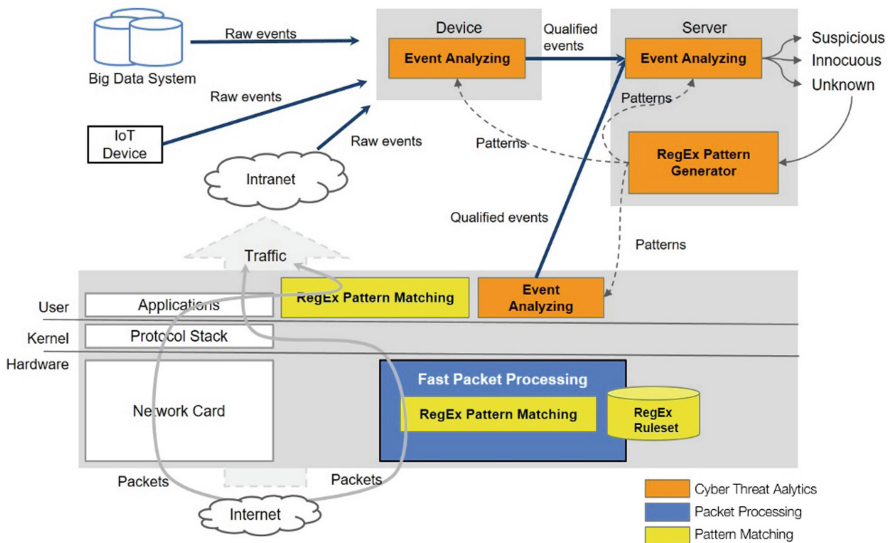 Device
Server
Raw events
Qualified
events
Event Analyzing
Event Analyzing
Suspicious
Innocuous
Unknown
Big Data System
Raw events
Patterns
IoT
Device
Raw events
Patterns
RegEx Pattern
Generator
Intranet
Qualified events
Patterns
Traffic
User
Applications
RegEx Pattern Matching
Event
Analyzing
Kernel
Protocol Stack
Hardware
Network Card
Fast Packet Processing
RegEx Pattern Matching
RegEx
Ruleset
Packets
Packets
Internet
Cyber Threat Aalytics
Packet Processing
Pattern Matching